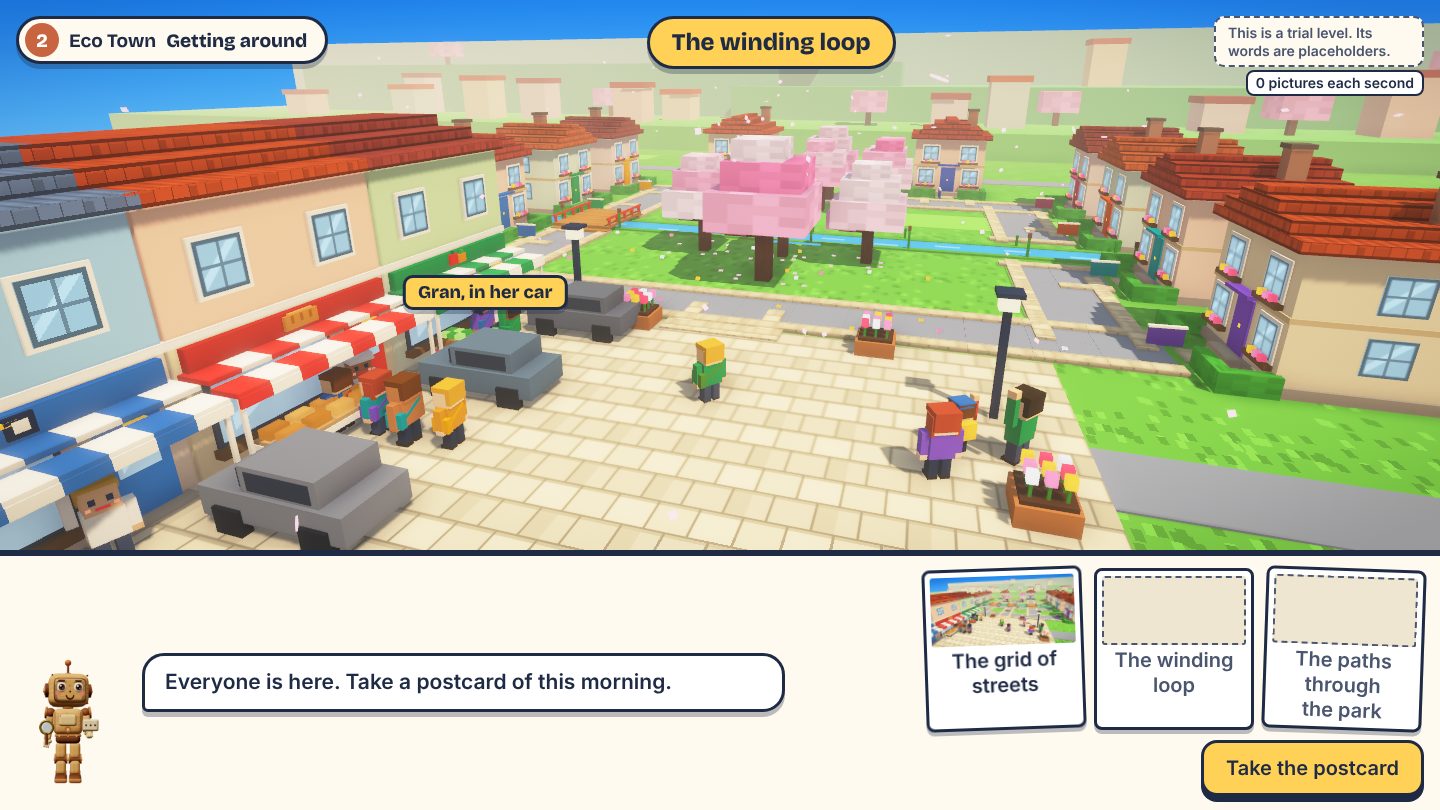 2 Eco Town Getting around
The winding loop
This is a trial level. Its
words are placeholders.
0 pictures each second
Gran, in her car
Everyone is here. Take a postcard of this morning.
The grid of
streets
The winding
loop
The paths
through
the park
Take the postcard